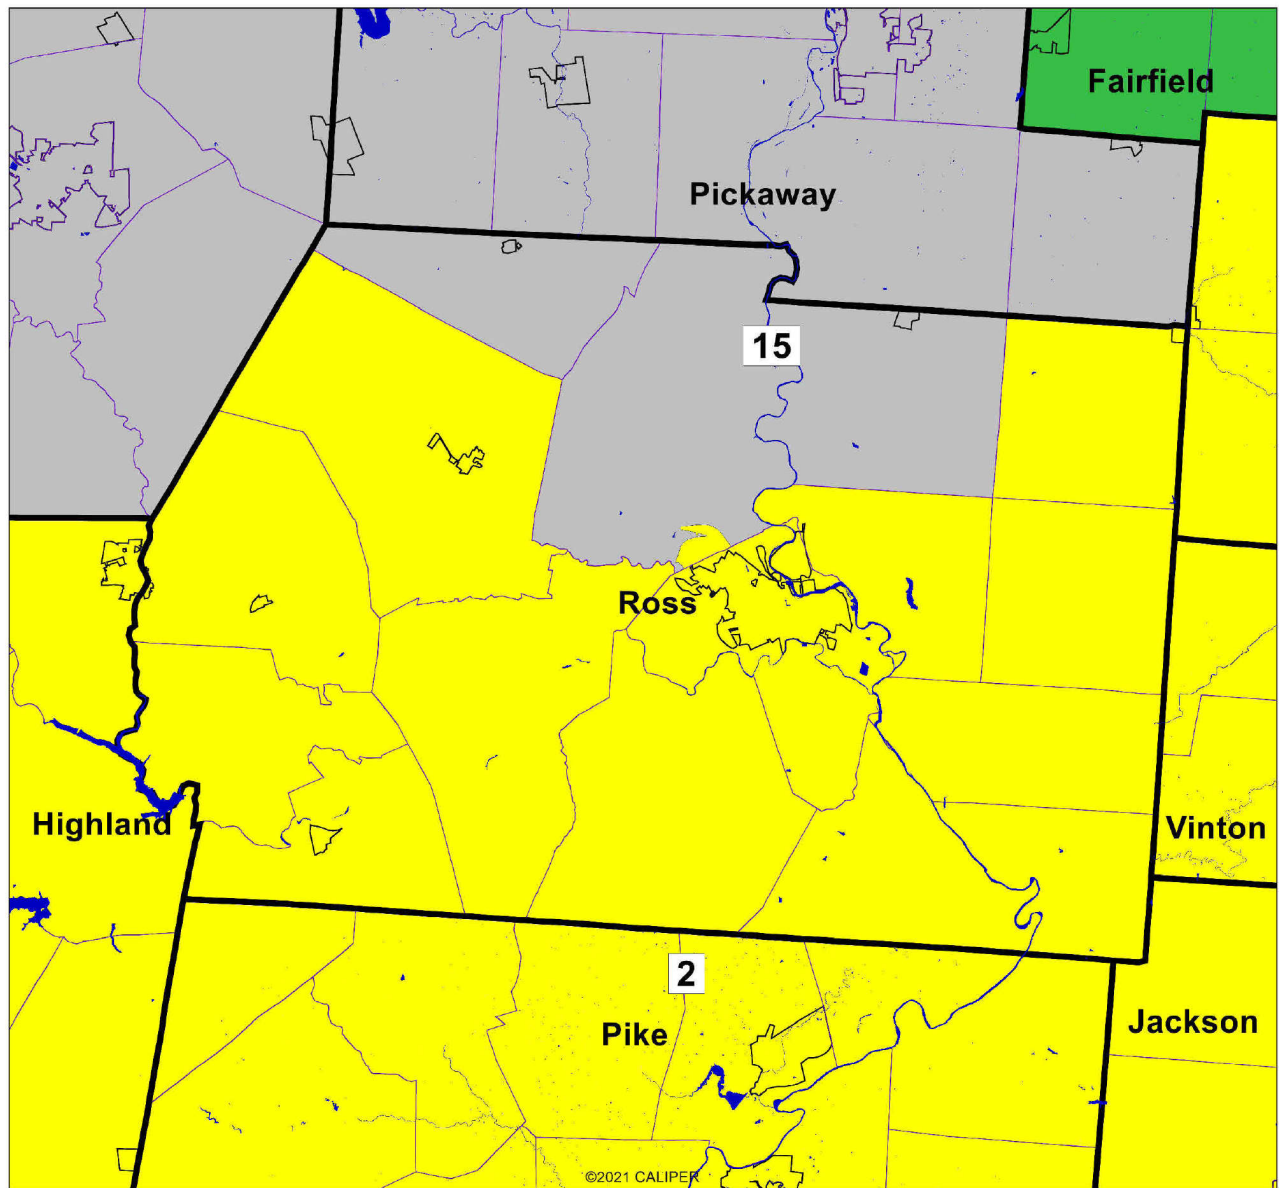 Fairfield
Pickaway
15
Ross
Highland
Vinton
2
Jackson
Pike
©2021 CALIPER